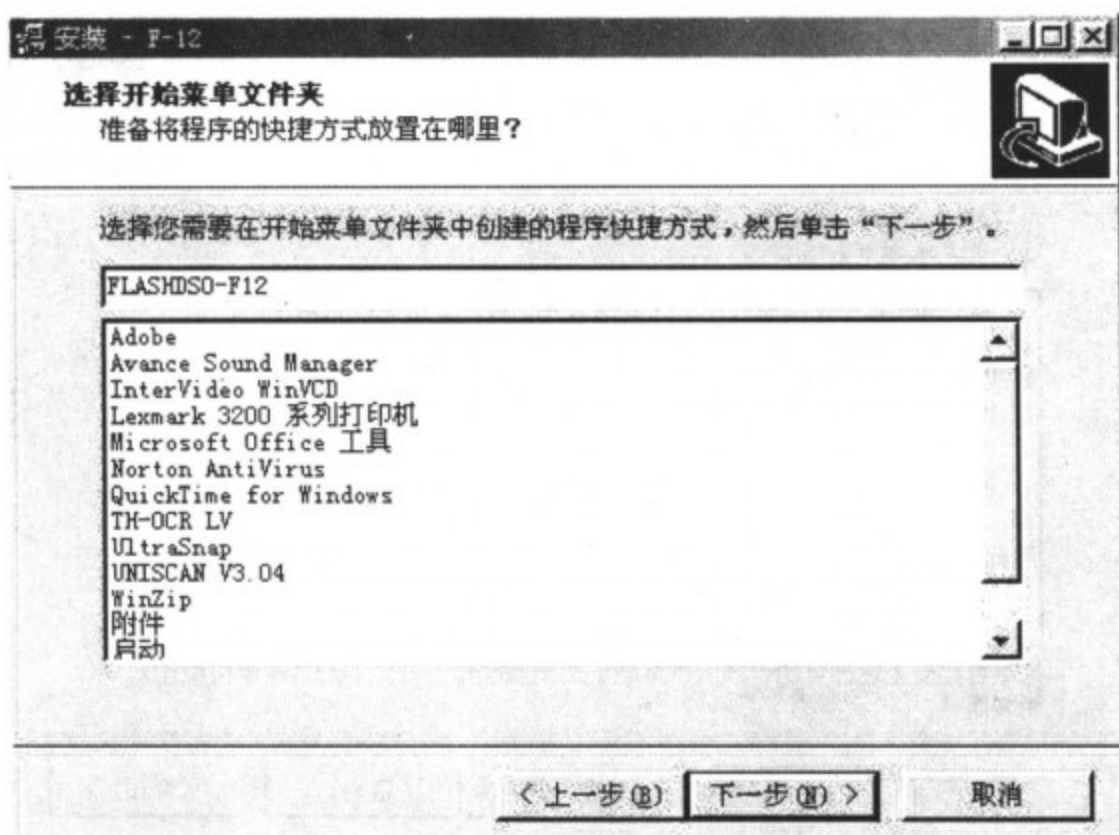 安装 - F-12
选择开始菜单文件夹
准备将程序的快捷方式放置在哪里？
选择您需要在开始菜单文件夹中创建的程序快捷方式，然后单击“下一步”。
FLASHDSO-F12
Adobe
Avance Sound Manager
InterVideo WinVCD
Lexmark 3200 系列打印机
Microsoft Office 工具
Norton AntiVirus
QuickTime for Windows
TH-OCR LV
UltraSnap
UNISCAN V3.04
WinZip
附件
启动
< 上一步(B) 下一步(N) > 取消